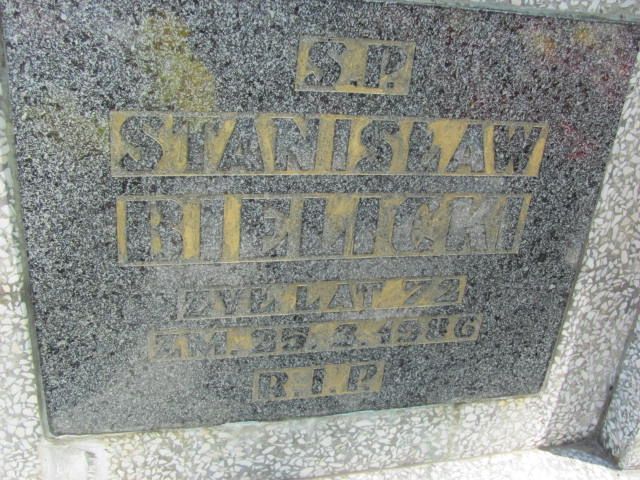 S.P.
STANISŁAW
BIELICKI
ŻYŁ LAT 72
ZM. 25.3.1986
R.I.P.